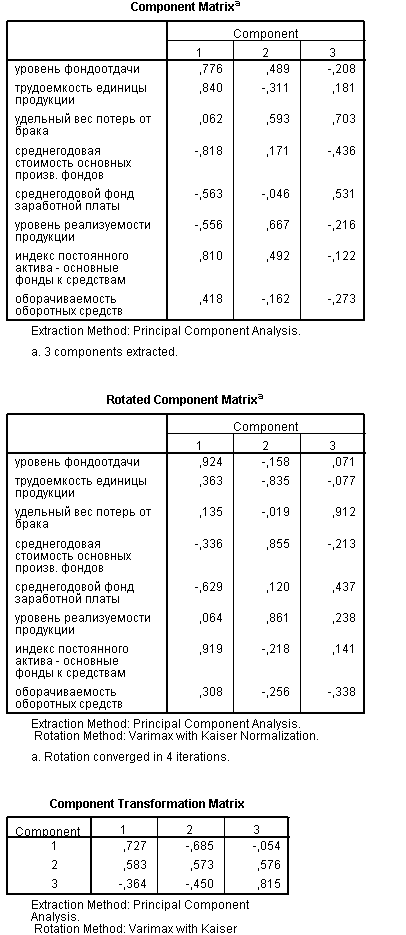 Component Matrixa
Component
1 2 3
уровень фондоотдачи ,776 ,489 -,208
трудоемкость единицы продукции ,840 -,311 ,181
удельный вес потерь от брака ,062 ,593 ,703
среднегодовая стоимость основных произв. фондов -,818 ,171 -,436
среднегодовой фонд заработной платы -,563 -,046 ,531
уровень реализуемости продукции -,556 ,667 -,216
индекс постоянного актива - основные фонды к средствам ,810 ,492 -,122
оборачиваемость оборотных средств ,418 -,162 -,273
Extraction Method: Principal Component Analysis.
a. 3 components extracted.
Rotated Component Matrixa
Component
1 2 3
уровень фондоотдачи ,924 -,158 ,071
трудоемкость единицы продукции ,363 -,835 -,077
удельный вес потерь от брака ,135 -,019 ,912
среднегодовая стоимость основных произв. фондов -,336 ,855 -,213
среднегодовой фонд заработной платы -,629 ,120 ,437
уровень реализуемости продукции ,064 ,861 ,238
индекс постоянного актива - основные фонды к средствам ,919 -,218 ,141
оборачиваемость оборотных средств ,308 -,256 -,338
Extraction Method: Principal Component Analysis.
Rotation Method: Varimax with Kaiser Normalization.
a. Rotation converged in 4 iterations.
Component Transformation Matrix
Component 1 2 3
1 ,727 -,685 -,054
2 ,583 ,573 ,576
3 -,364 -,450 ,815
Extraction Method: Principal Component
Analysis.
Rotation Method: Varimax with Kaiser